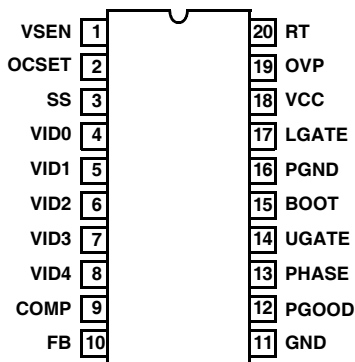 VSEN 1 20 RT
OCSET 2 19 OVP
SS 3 18 VCC
VID0 4 17 LGATE
VID1 5 16 PGND
VID2 6 15 BOOT
VID3 7 14 UGATE
VID4 8 13 PHASE
COMP 9 12 PGOOD
FB 10 11 GND